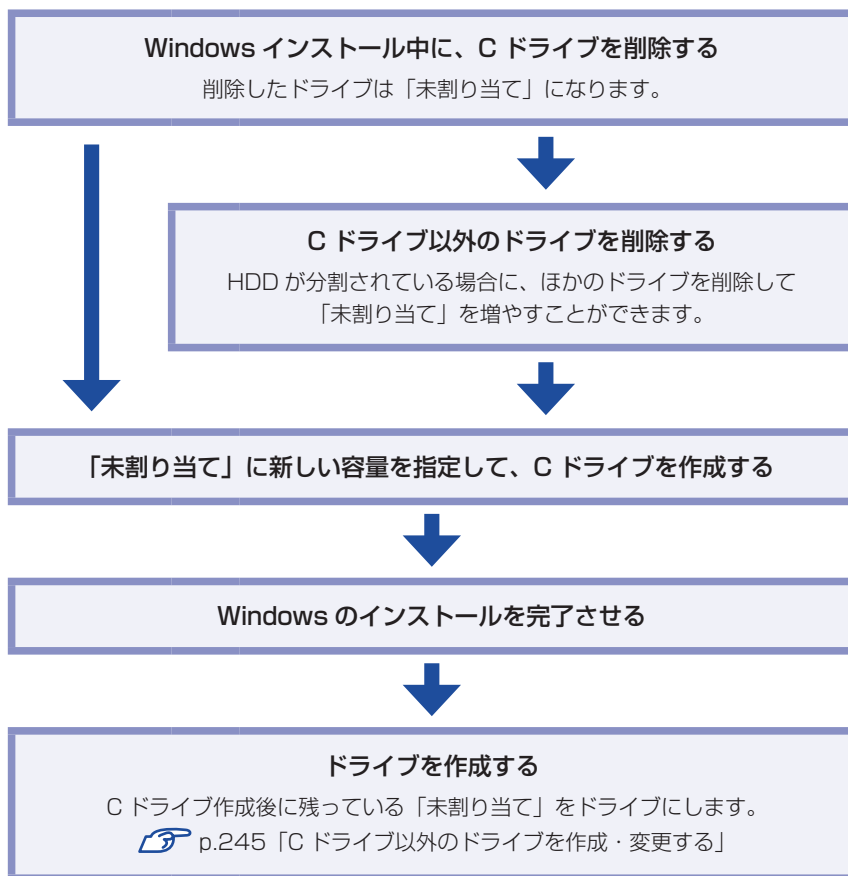 Windows インストール中に、C ドライブを削除する
削除したドライブは「未割り当て」になります。
C ドライブ以外のドライブを削除する
HDD が分割されている場合に、ほかのドライブを削除して
「未割り当て」を増やすことができます。
「未割り当て」に新しい容量を指定して、C ドライブを作成する
Windows のインストールを完了させる
ドライブを作成する
C ドライブ作成後に残っている「未割り当て」をドライブにします。
p.245「C ドライブ以外のドライブを作成・変更する」